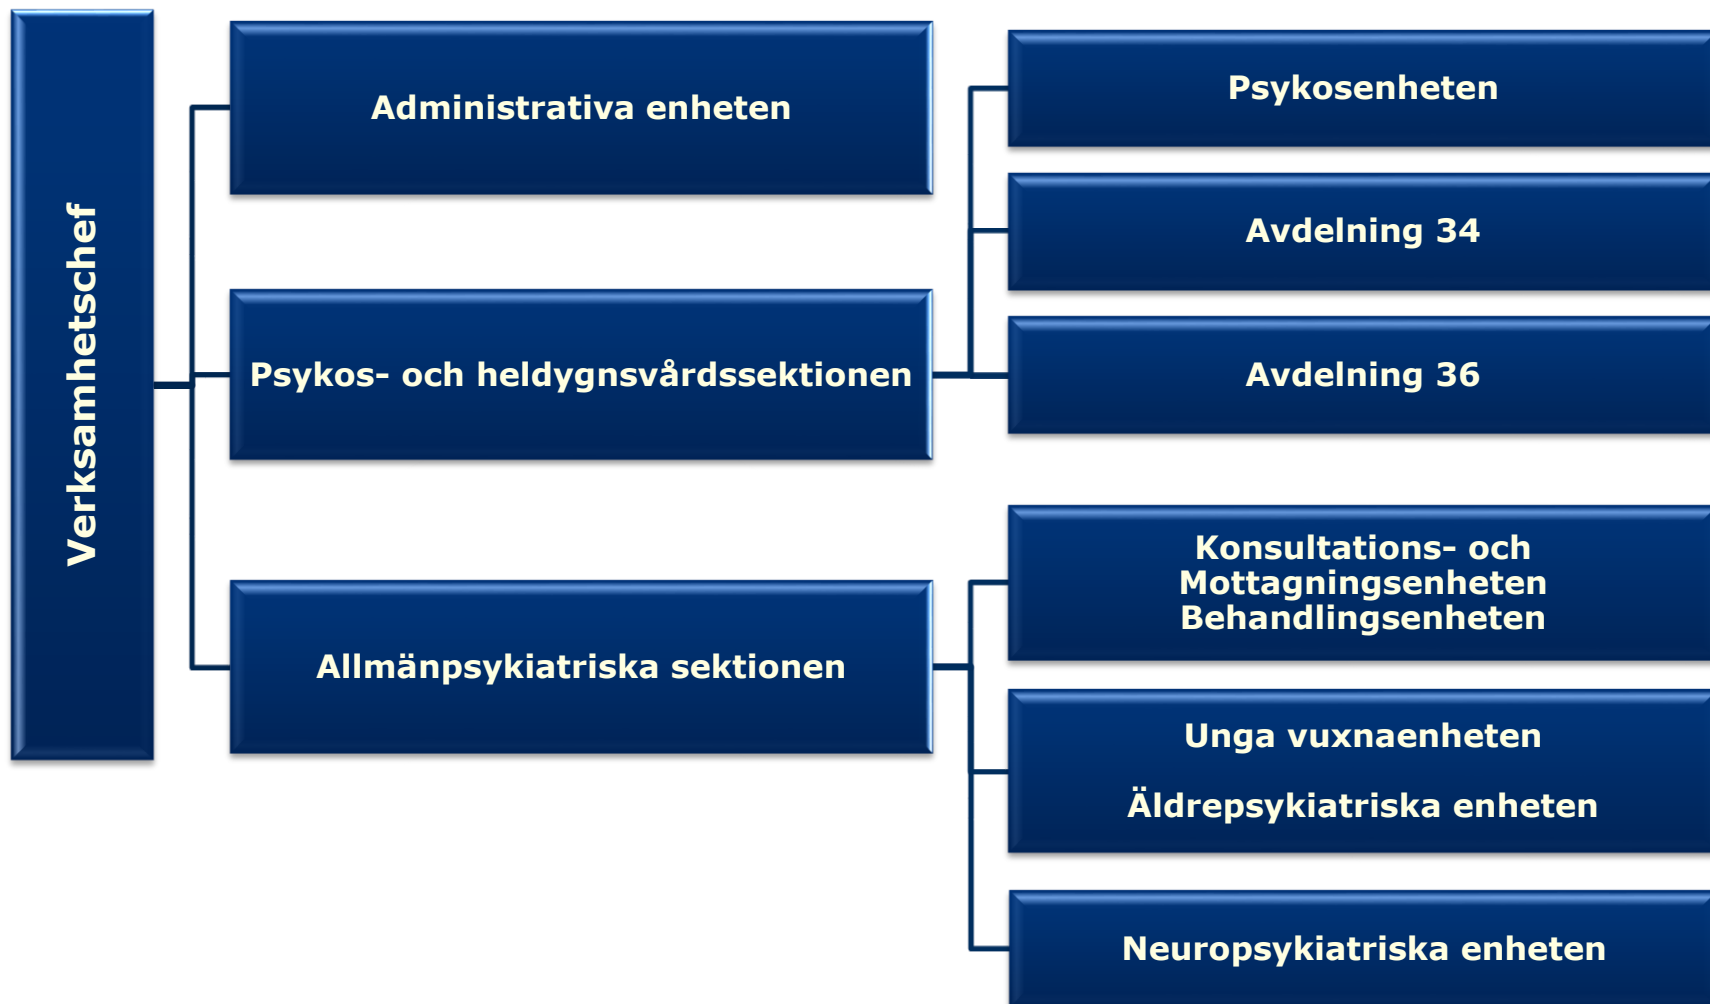 Verksamhetschef
Administrativa enheten
Psykos- och heldygnsvårdssektionen
Allmänpsykiatriska sektionen
Psykosenheten
Avdelning 34
Avdelning 36
Konsultations- och
Mottagningsenheten
Behandlingsenheten
Unga vuxnaenheten
Äldrepsykiatriska enheten
Neuropsykiatriska enheten